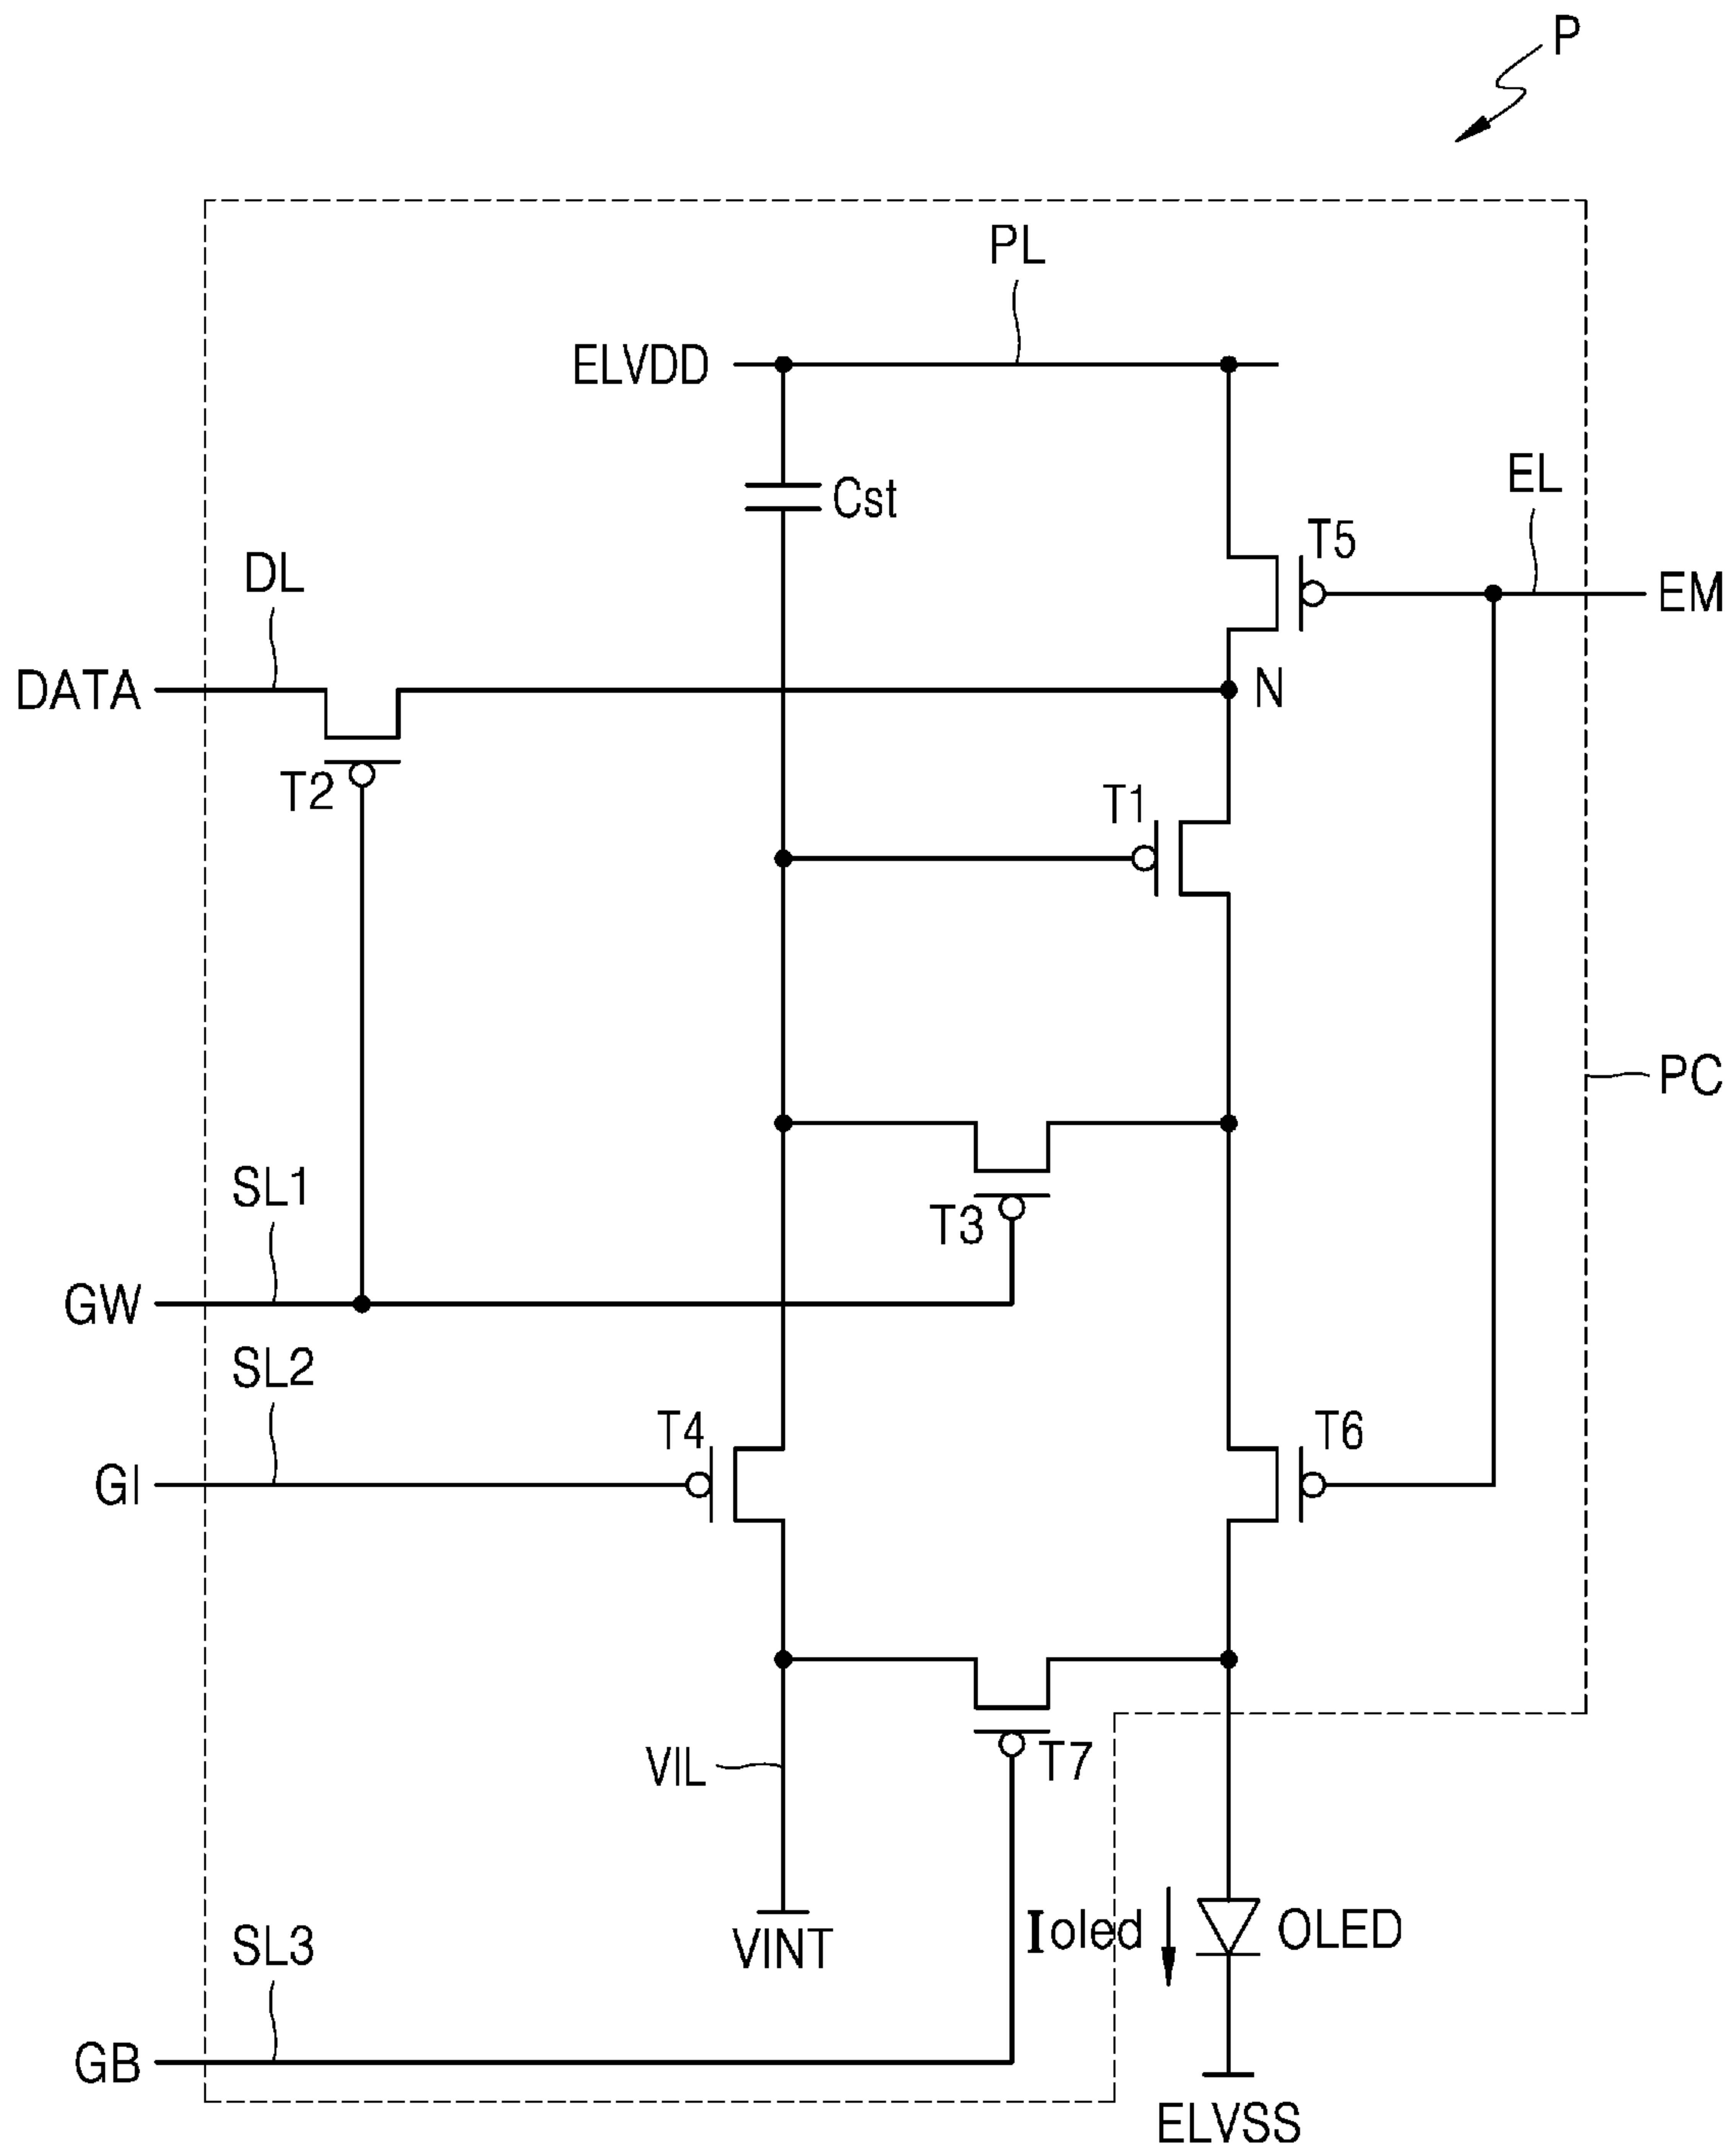 P
PL
ELVDD
Cst
EL
T5
DL
EM
DATA
N
T2
T1
PC
SL1
T3
GW
SL2
T4
T6
GI
VIL
T7
Ioled
OLED
VINT
SL3
GB
ELVSS